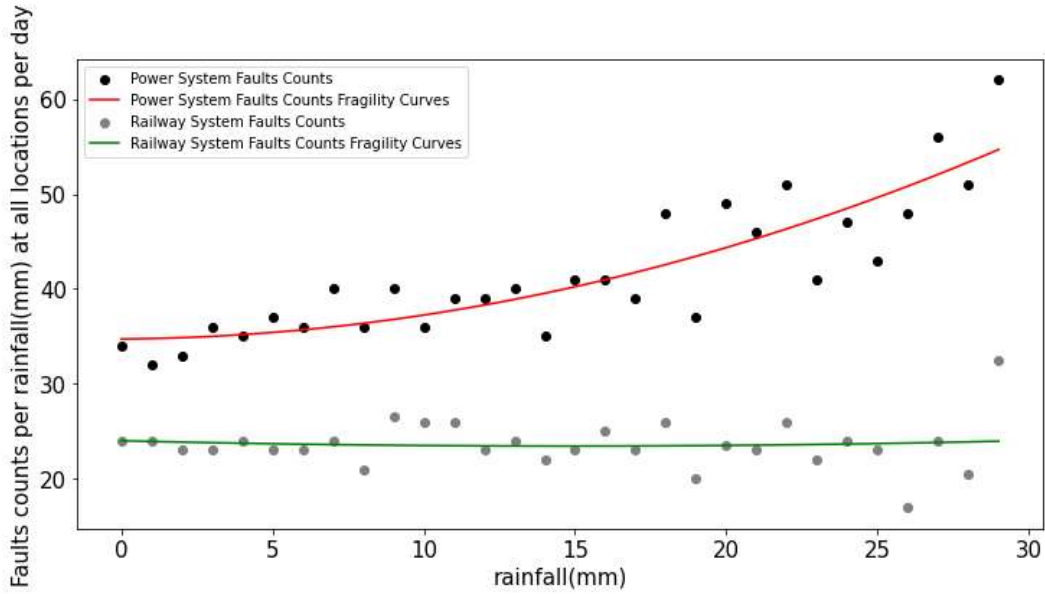 Faults counts per rainfall(mm) at all locations per day
Power System Faults Counts
Power System Faults Counts Fragility Curves
Railway System Faults Counts
Railway System Faults Counts Fragility Curves
60
50
40
30
20
0 5 10 15 20 25 30
rainfall(mm)